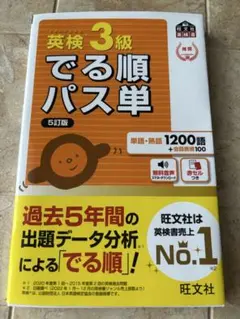 英検3級
でる順
パス単
5訂版
単語・熟語1200語
+会話表現100
無料音声
赤セル
つき
過去5年間の
出題データ分析
による「でる順」!
旺文社は
英検書売上
No.1
旺文社